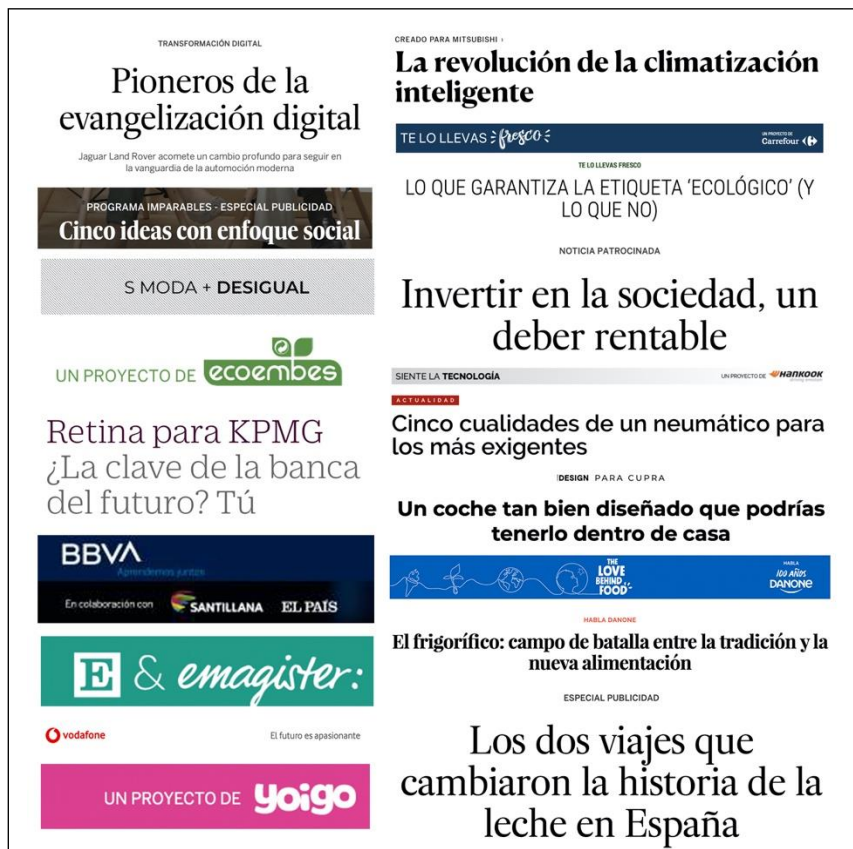 TRANSFORMACIÓN DIGITAL
Pioneros de la
evangelización digital
Jaguar Land Rover acomete un cambio profundo para seguir en
la vanguardia de la automoción moderna
PROGRAMA IMPARABLES - ESPECIAL PUBLICIDAD
Cinco ideas con enfoque social
S MODA + DESIGUAL
UN PROYECTO DE ecoembes
Retina para KPMG
¿La clave de la banca
del futuro? Tú
BBVA
Aprendemos juntos
En colaboración con SANTILLANA EL PAÍS
E & emagister:
vodafone El futuro es apasionante
UN PROYECTO DE yoigo
CREADO PARA MITSUBISHI
La revolución de la climatización
inteligente
TE LO LLEVAS fresco
UN PROYECTO DE
Carrefour
TE LO LLEVAS FRESCO
LO QUE GARANTIZA LA ETIQUETA ‘ECOLÓGICO’ (Y
LO QUE NO)
NOTICIA PATROCINADA
Invertir en la sociedad, un
deber rentable
SIENTE LA TECNOLOGÍA UN PROYECTO DE Hankook
driving emotion
ACTUALIDAD
Cinco cualidades de un neumático para
los más exigentes
DESIGN PARA CUPRA
Un coche tan bien diseñado que podrías
tenerlo dentro de casa
THE
LOVE
BEHIND
FOOD
HABLA
100 AÑOS
DANONE
HABLA DANONE
El frigorífico: campo de batalla entre la tradición y la
nueva alimentación
ESPECIAL PUBLICIDAD
Los dos viajes que
cambiaron la historia de la
leche en España